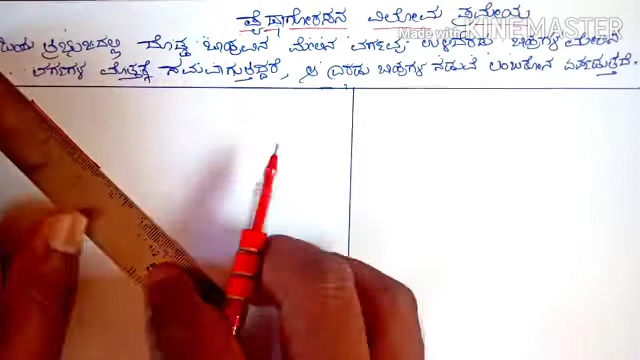 ಪೈಥಾಗೋರಸನ ವಿಲೋಮ ಪ್ರಮೇಯ
Made with KINEMASTER
ಒಂದು ತ್ರಿಭುಜದಲ್ಲಿ ದೊಡ್ಡ ಬಾಹುವಿನ ಮೇಲಿನ ವರ್ಗವು ಉಳಿದೆರಡು ಬಾಹುಗಳ ಮೇಲಿನ
ವರ್ಗಗಳ ಮೊತ್ತಕ್ಕೆ ಸಮವಾಗುತ್ತಿದ್ದರೆ, ಆ ಎರಡು ಬಾಹುಗಳ ನಡುವೆ ಲಂಬಕೋನ ಏರ್ಪಡುತ್ತದೆ.